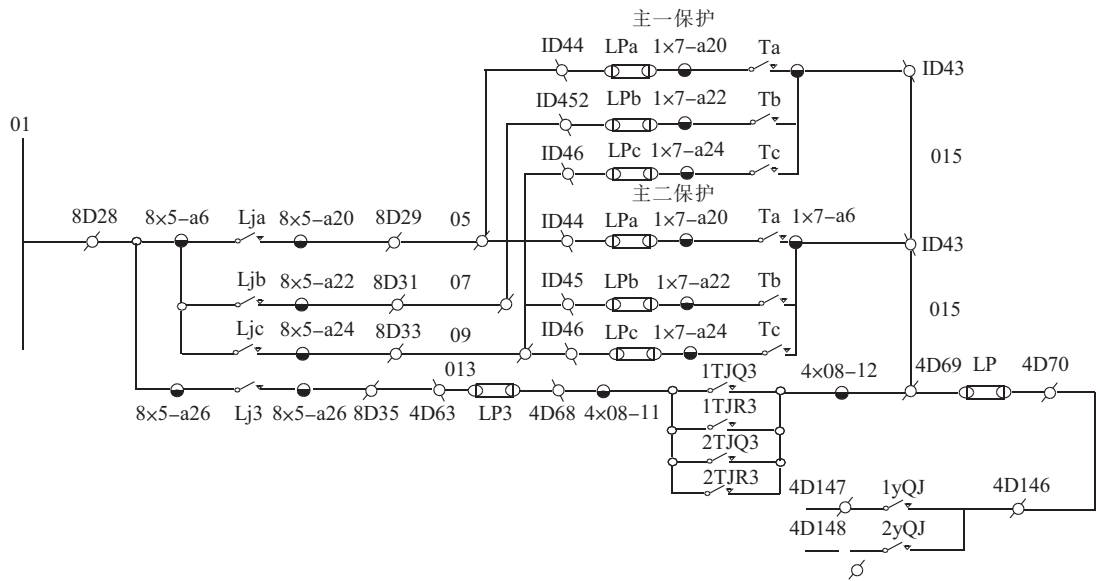 主一保护
ID44 LPa 1×7-a20 Ta
ID43
ID452 LPb 1×7-a22 Tb
01
ID46 LPc 1×7-a24 Tc
015
主二保护
8D28 8×5-a6 Lja 8×5-a20 8D29 05
ID44 LPa 1×7-a20 Ta 1×7-a6
ID43
Ljb 8×5-a22 8D31 07
ID45 LPb 1×7-a22 Tb
015
Ljc 8×5-a24 8D33 09
ID46 LPc 1×7-a24 Tc
013
1TJQ3 4×08-12 4D69 LP 4D70
8×5-a26 Lj3 8×5-a26 8D35 4D63 LP3 4D68 4×08-11
1TJR3
2TJQ3
2TJR3
4D147 1yQJ 4D146
4D148 2yQJ